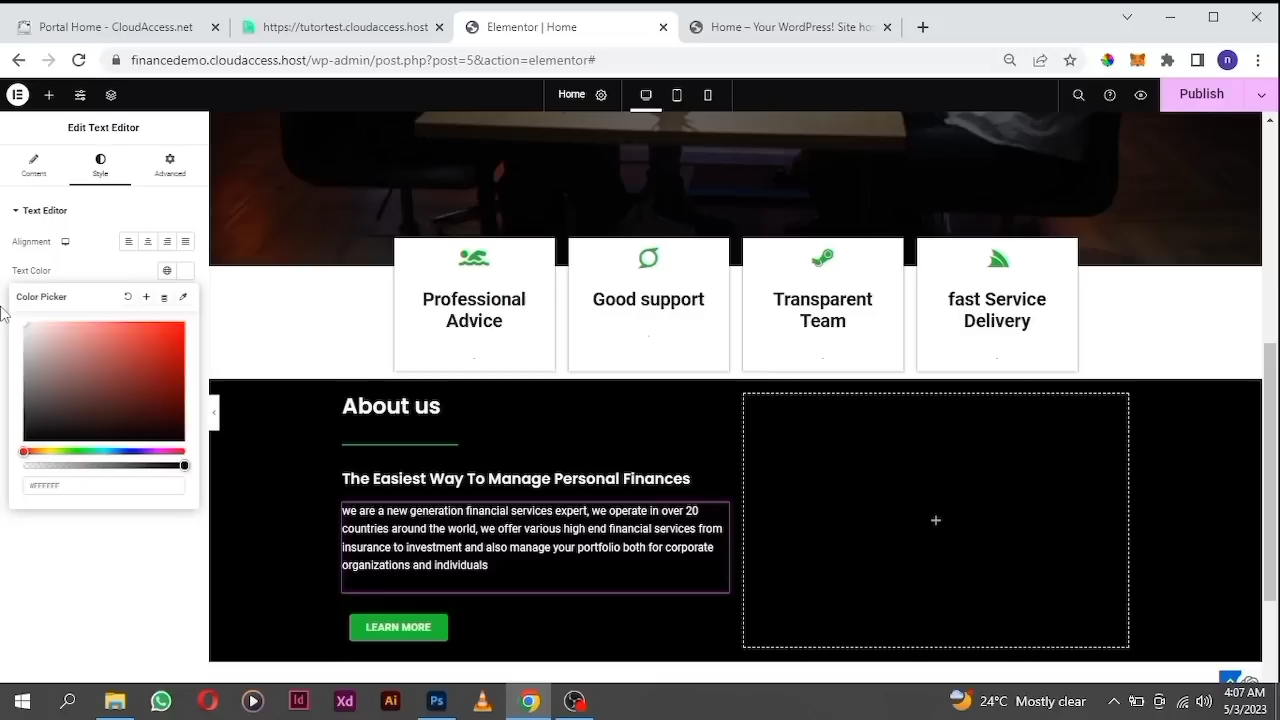 Portal Home - CloudAccess.net
https://tutortest.cloudaccess.host/
Elementor | Home
Home – Your WordPress! Site hos
financedemo.cloudaccess.host/wp-admin/post.php?post=5&action=elementor#
Home
Publish
Edit Text Editor
Content
Style
Advanced
Text Editor
Alignment
Text Color
Color Picker
#FFFFFF
Professional
Advice
.
Good support
.
Transparent
Team
.
fast Service
Delivery
.
About us
The Easiest Way To Manage Personal Finances
we are a new generation financial services expert, we operate in over 20
countries around the world, we offer various high end financial services from
insurance to investment and also manage your portfolio both for corporate
organizations and individuals
LEARN MORE
24°C Mostly clear
4:07 AM
5/3/2023